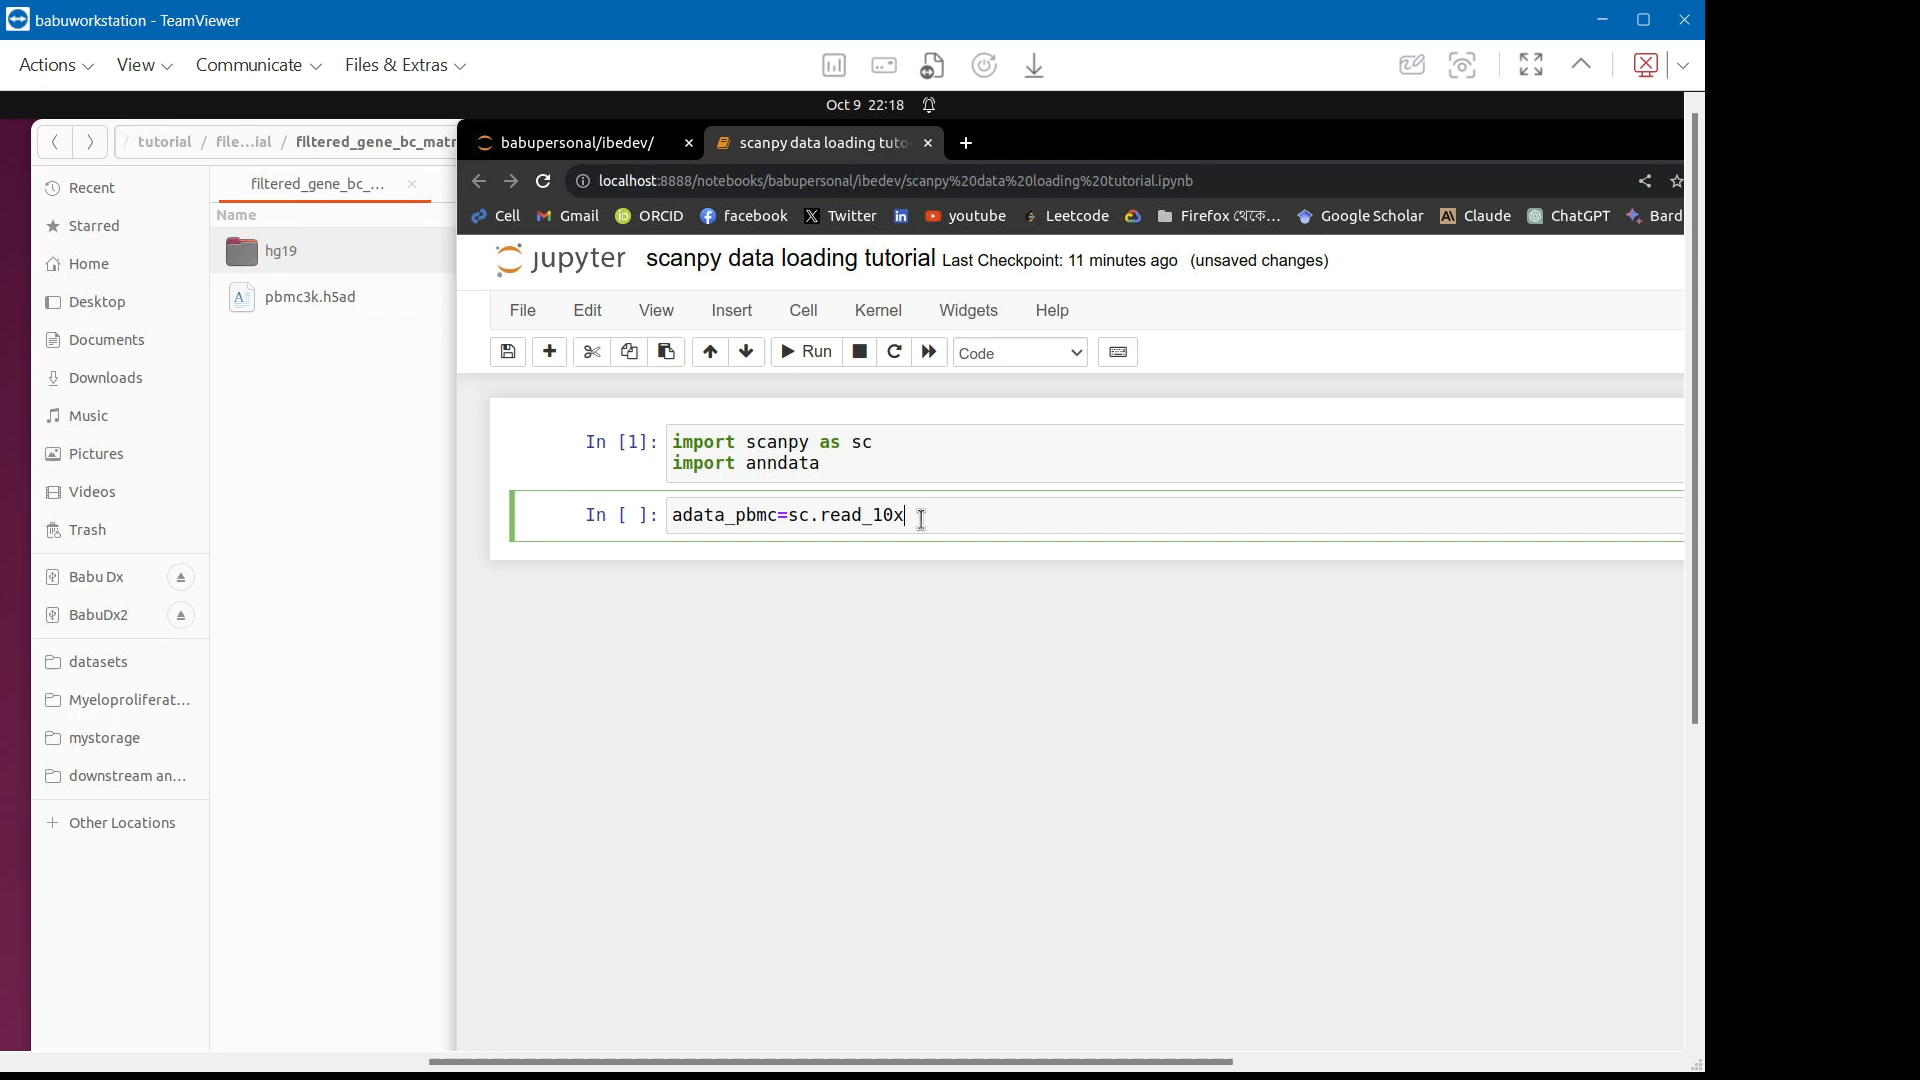 babuworkstation - TeamViewer
Actions View Communicate Files & Extras
Oct 9 22:18
tutorial / file...ial / filtered_gene_bc_matr
babupersonal/ibedev/
scanpy data loading tuto
localhost:8888/notebooks/babupersonal/ibedev/scanpy%20data%20loading%20tutorial.ipynb
Cell Gmail ORCID facebook Twitter youtube Leetcode Firefox থেকে... Google Scholar Claude ChatGPT Bard
Recent
Starred
Home
Desktop
Documents
Downloads
Music
Pictures
Videos
Trash
Babu Dx
BabuDx2
datasets
Myeloproliferat...
mystorage
downstream an...
+ Other Locations
filtered_gene_bc_...
Name
hg19
pbmc3k.h5ad
jupyter scanpy data loading tutorial Last Checkpoint: 11 minutes ago (unsaved changes)
File Edit View Insert Cell Kernel Widgets Help
Run Code
In [1]: import scanpy as sc
import anndata
In [ ]: adata_pbmc=sc.read_10x